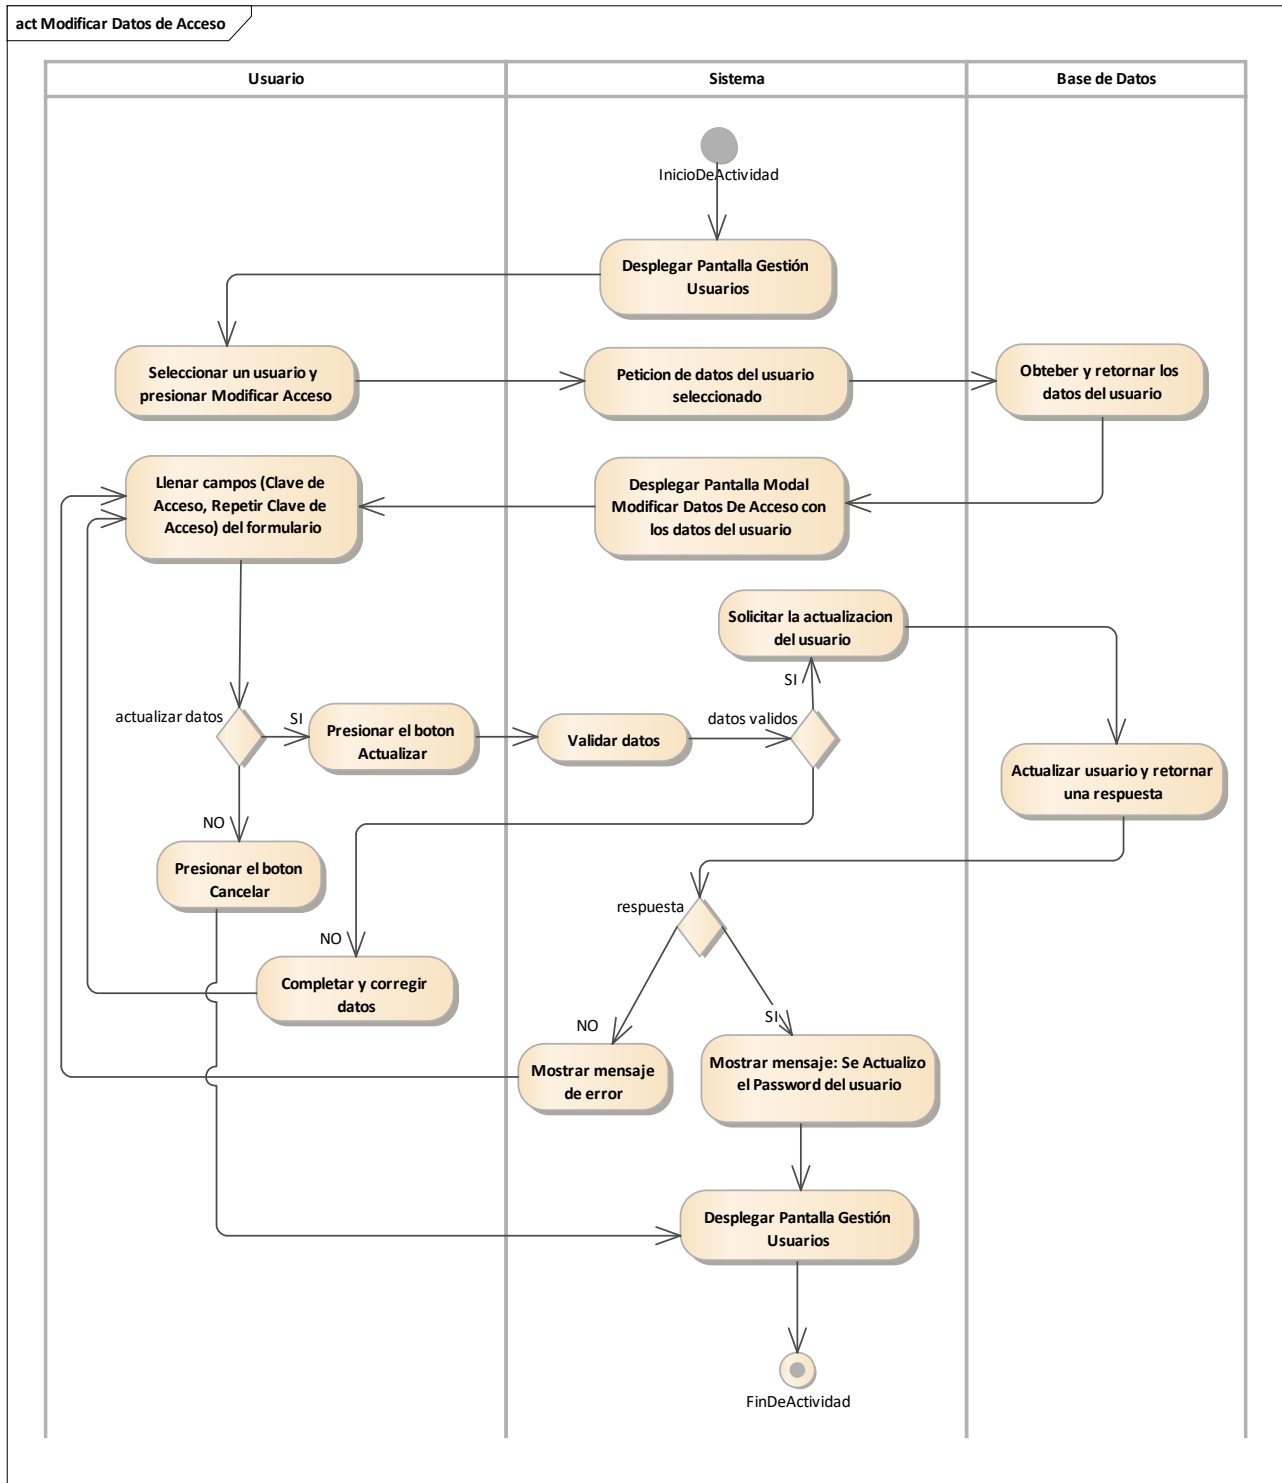 act Modificar Datos de Acceso
Usuario
Sistema
Base de Datos
InicioDeActividad
Desplegar Pantalla Gestión
Usuarios
Seleccionar un usuario y
presionar Modificar Acceso
Peticion de datos del usuario
seleccionado
Obteber y retornar los
datos del usuario
Llenar campos (Clave de
Acceso, Repetir Clave de
Acceso) del formulario
Desplegar Pantalla Modal
Modificar Datos De Acceso con
los datos del usuario
Solicitar la actualizacion
del usuario
SI
actualizar datos
SI
Presionar el boton
Actualizar
Validar datos
datos validos
Actualizar usuario y retornar
una respuesta
NO
Presionar el boton
Cancelar
respuesta
NO
Completar y corregir
datos
NO
SI
Mostrar mensaje
de error
Mostrar mensaje: Se Actualizo
el Password del usuario
Desplegar Pantalla Gestión
Usuarios
FinDeActividad